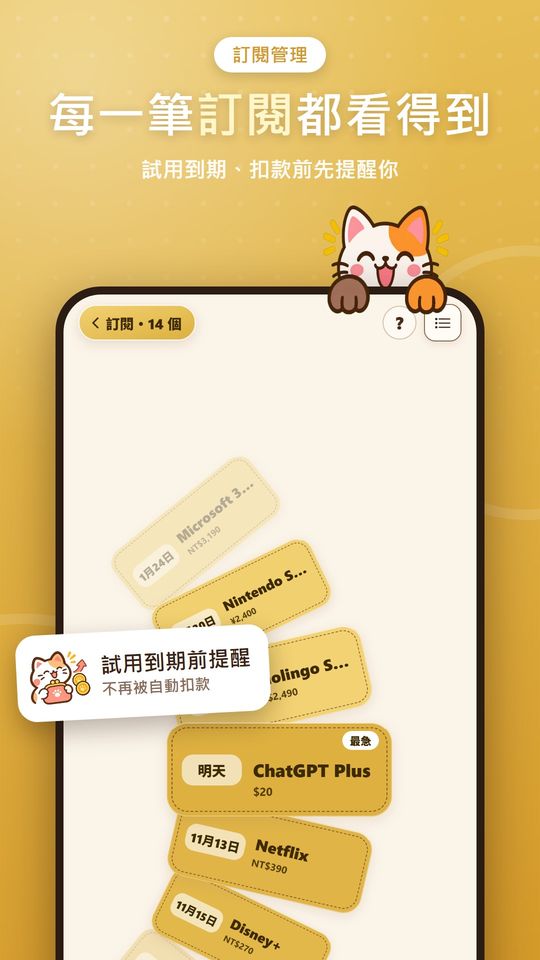 訂閱管理
每一筆訂閱都看得到
試用到期、扣款前先提醒你
訂閱・14 個
?
Microsoft 3...
1月24日
NT$3,190
Nintendo S...
¥2,400
olingo S...
$2,490
試用到期前提醒
不再被自動扣款
最急
明天
ChatGPT Plus
$20
11月13日
Netflix
NT$390
11月15日
Disney+
NT$270